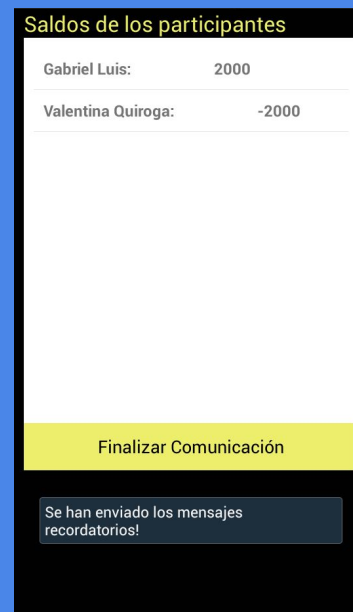 Saldos de los participantes
Gabriel Luis: 2000
Valentina Quiroga: -2000
Finalizar Comunicación
Se han enviado los mensajes
recordatorios!